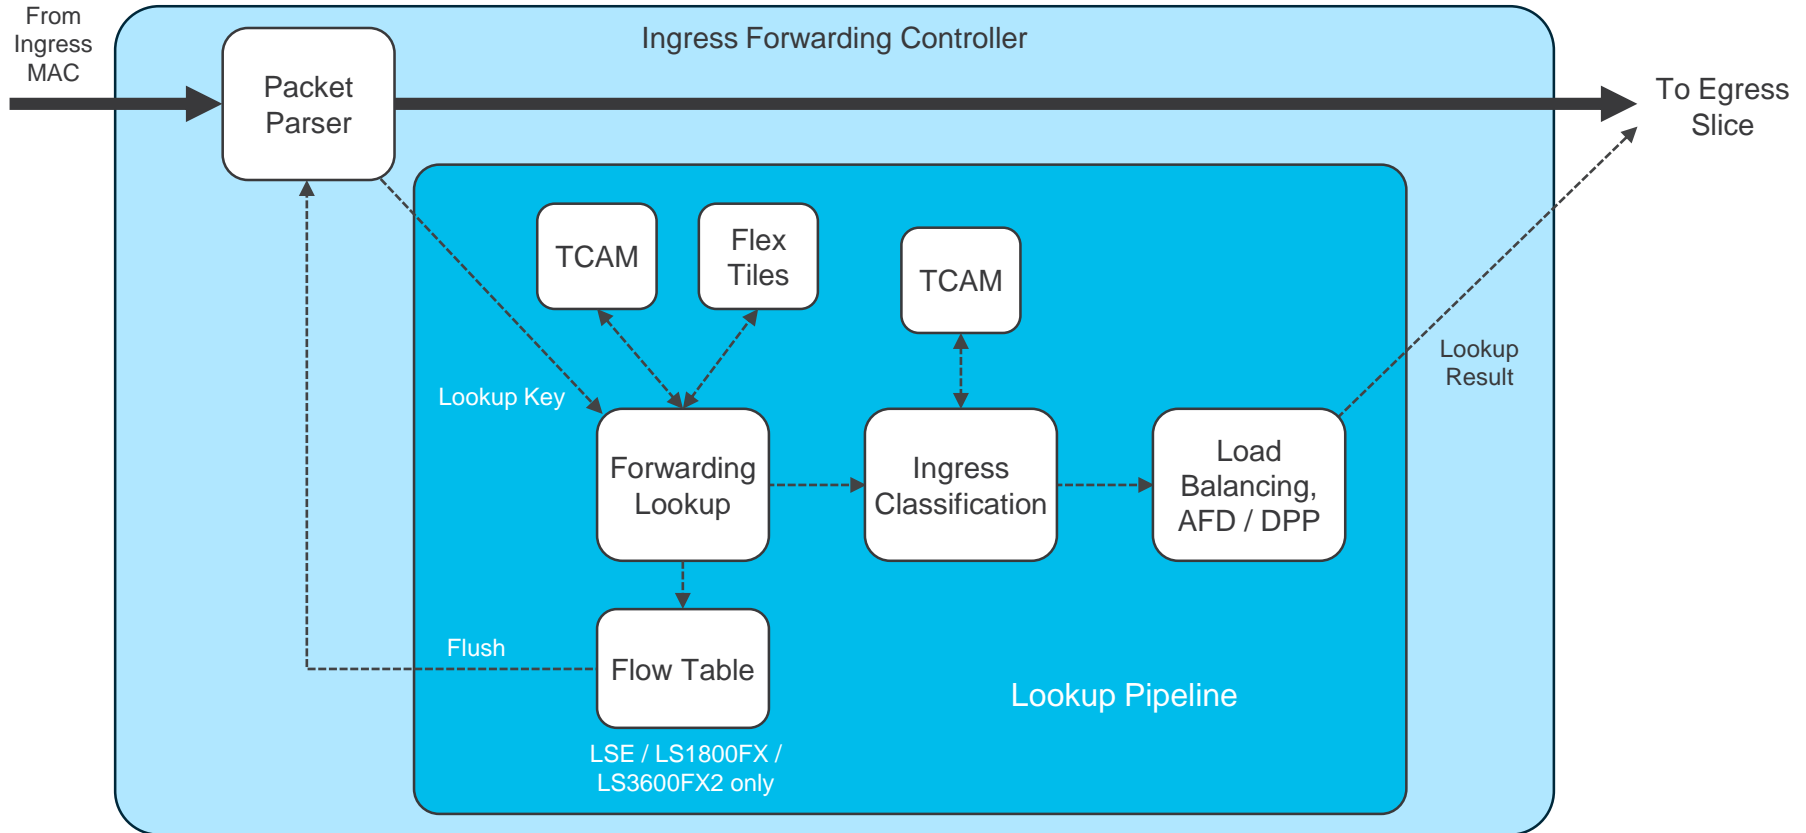 From
Ingress
MAC
Ingress Forwarding Controller
Packet
Parser
To Egress
Slice
TCAM
Flex
Tiles
TCAM
Lookup Key
Lookup
Result
Forwarding
Lookup
Ingress
Classification
Load
Balancing,
AFD / DPP
Flush
Flow Table
Lookup Pipeline
LSE / LS1800FX /
LS3600FX2 only